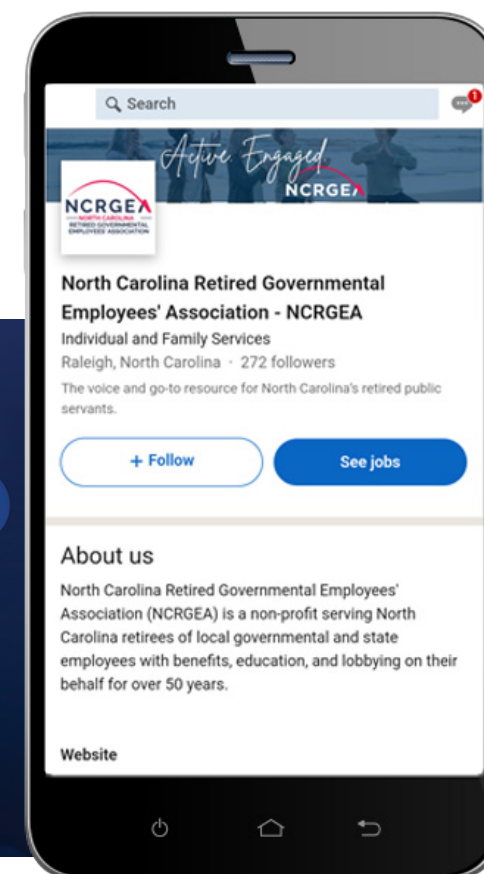 Search
1
Active. Engaged.
NCRGEA
NCRGEA
NORTH CAROLINA
RETIRED GOVERNMENTAL
EMPLOYEES' ASSOCIATION
North Carolina Retired Governmental
Employees' Association - NCRGEA
Individual and Family Services
Raleigh, North Carolina · 272 followers
The voice and go-to resource for North Carolina's retired public
servants.
+ Follow
See jobs
About us
North Carolina Retired Governmental Employees'
Association (NCRGEA) is a non-profit serving North
Carolina retirees of local governmental and state
employees with benefits, education, and lobbying on their
behalf for over 50 years.
Website